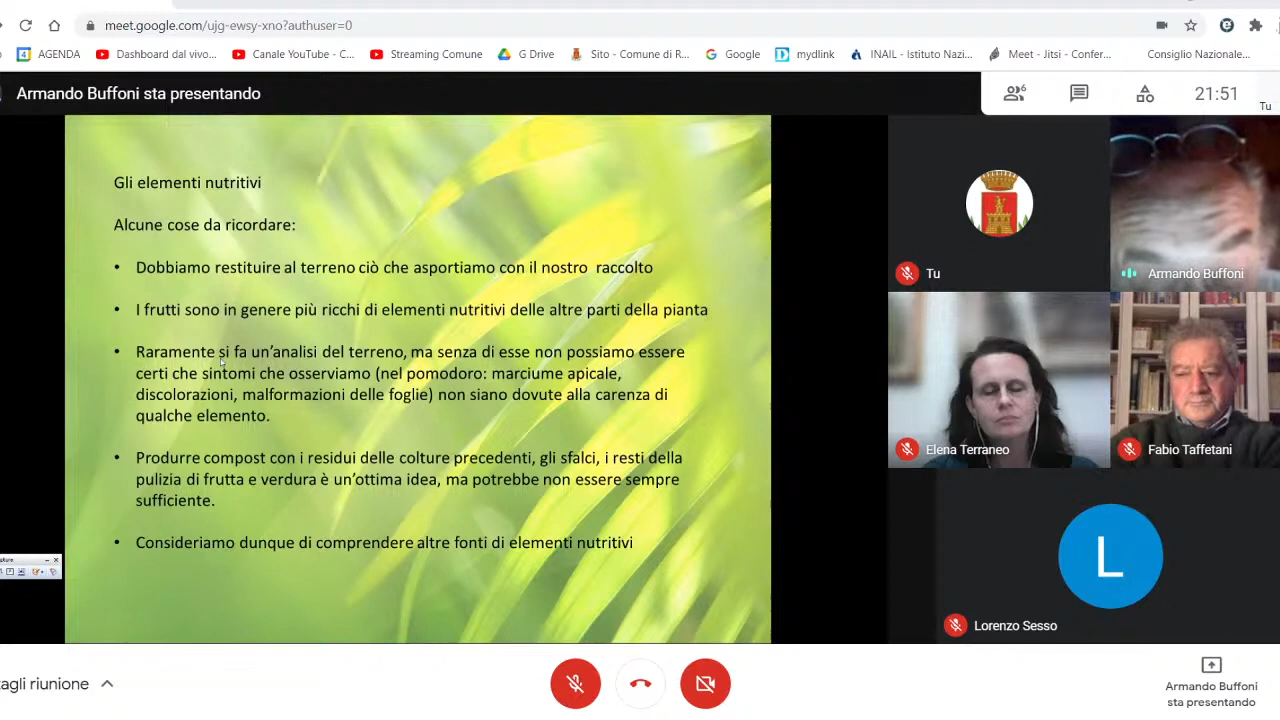 meet.google.com/ujg-ewsy-xno?authuser=0
AGENDA
Dashboard dal vivo...
Canale YouTube - C...
Streaming Comune
G Drive
Sito - Comune di R...
Google
mydlink
INAIL - Istituto Nazi...
Meet - Jitsi - Confer...
Consiglio Nazionale...
Armando Buffoni sta presentando
6
21:51
Tu
Gli elementi nutritivi
Alcune cose da ricordare:
• Dobbiamo restituire al terreno ciò che asportiamo con il nostro raccolto
• I frutti sono in genere più ricchi di elementi nutritivi delle altre parti della pianta
• Raramente si fa un'analisi del terreno, ma senza di esse non possiamo essere
certi che sintomi che osserviamo (nel pomodoro: marciume apicale,
discolorazioni, malformazioni delle foglie) non siano dovute alla carenza di
qualche elemento.
• Produrre compost con i residui delle colture precedenti, gli sfalci, i resti della
pulizia di frutta e verdura è un'ottima idea, ma potrebbe non essere sempre
sufficiente.
• Consideriamo dunque di comprendere altre fonti di elementi nutritivi
Tu
Armando Buffoni
Elena Terraneo
Fabio Taffetani
L
Lorenzo Sesso
tagli riunione
Armando Buffoni
sta presentando